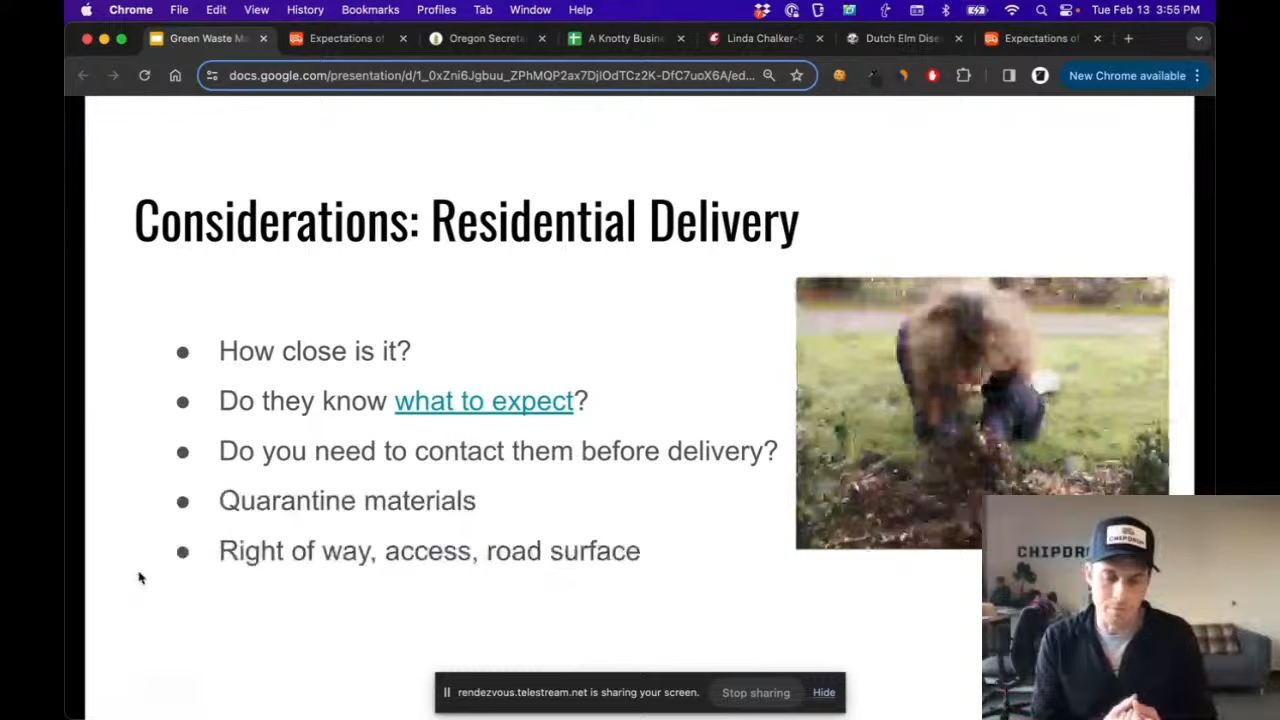 Chrome File Edit View History Bookmarks Profiles Tab Window Help Tue Feb 13 3:55 PM
Green Waste M Expectations of Oregon Secreta A Knotty Busin Linda Chalker-S Dutch Elm Dise Expectations of
docs.google.com/presentation/d/1_0xZni6Jgbuu_ZPhMQP2ax7DjlOdTCz2K-DfC7uoX6A/ed... New Chrome available
Considerations: Residential Delivery
● How close is it?
● Do they know what to expect?
● Do you need to contact them before delivery?
● Quarantine materials
● Right of way, access, road surface
CHIPDR
CHIPDROP
rendezvous.telestream.net is sharing your screen. Stop sharing Hide